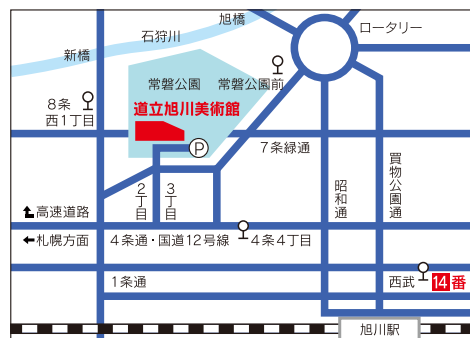 旭橋
ロータリー
石狩川
新橋
常磐公園
常磐公園前
8条
西1丁目
道立旭川美術館
P
7条緑通
2丁目
3丁目
昭和通
買物公園通
高速道路
札幌方面
4条通・国道12号線
4条4丁目
1条通
西武
14番
旭川駅